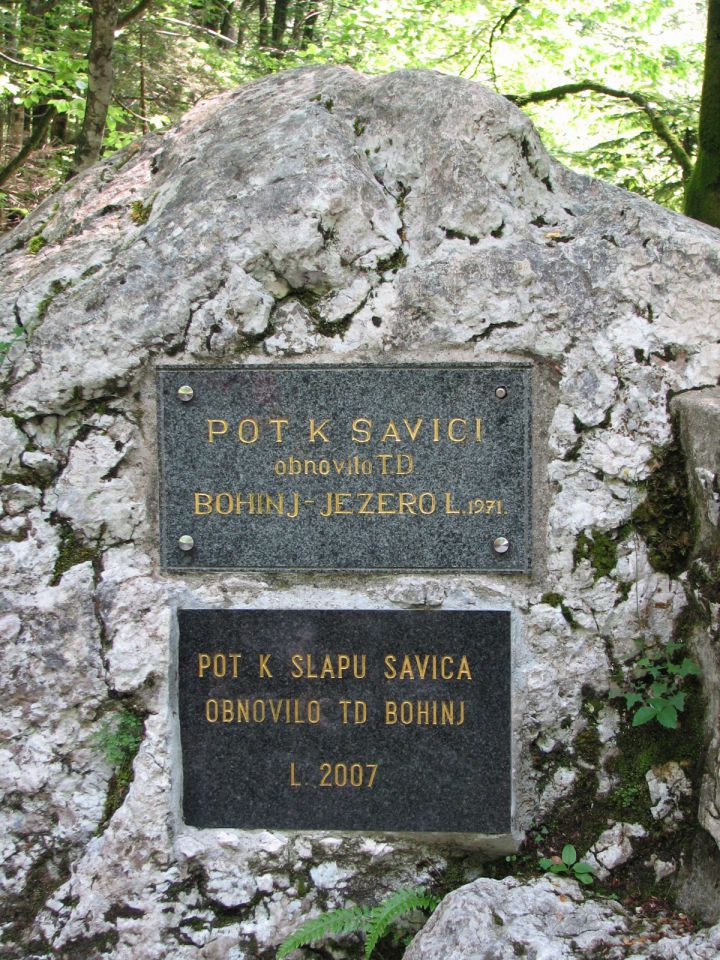 POT K SAVICI
obnovilo T.D.
BOHINJ-JEZERO L.1971.
POT K SLAPU SAVICA
OBNOVILO TD BOHINJ
L. 2007